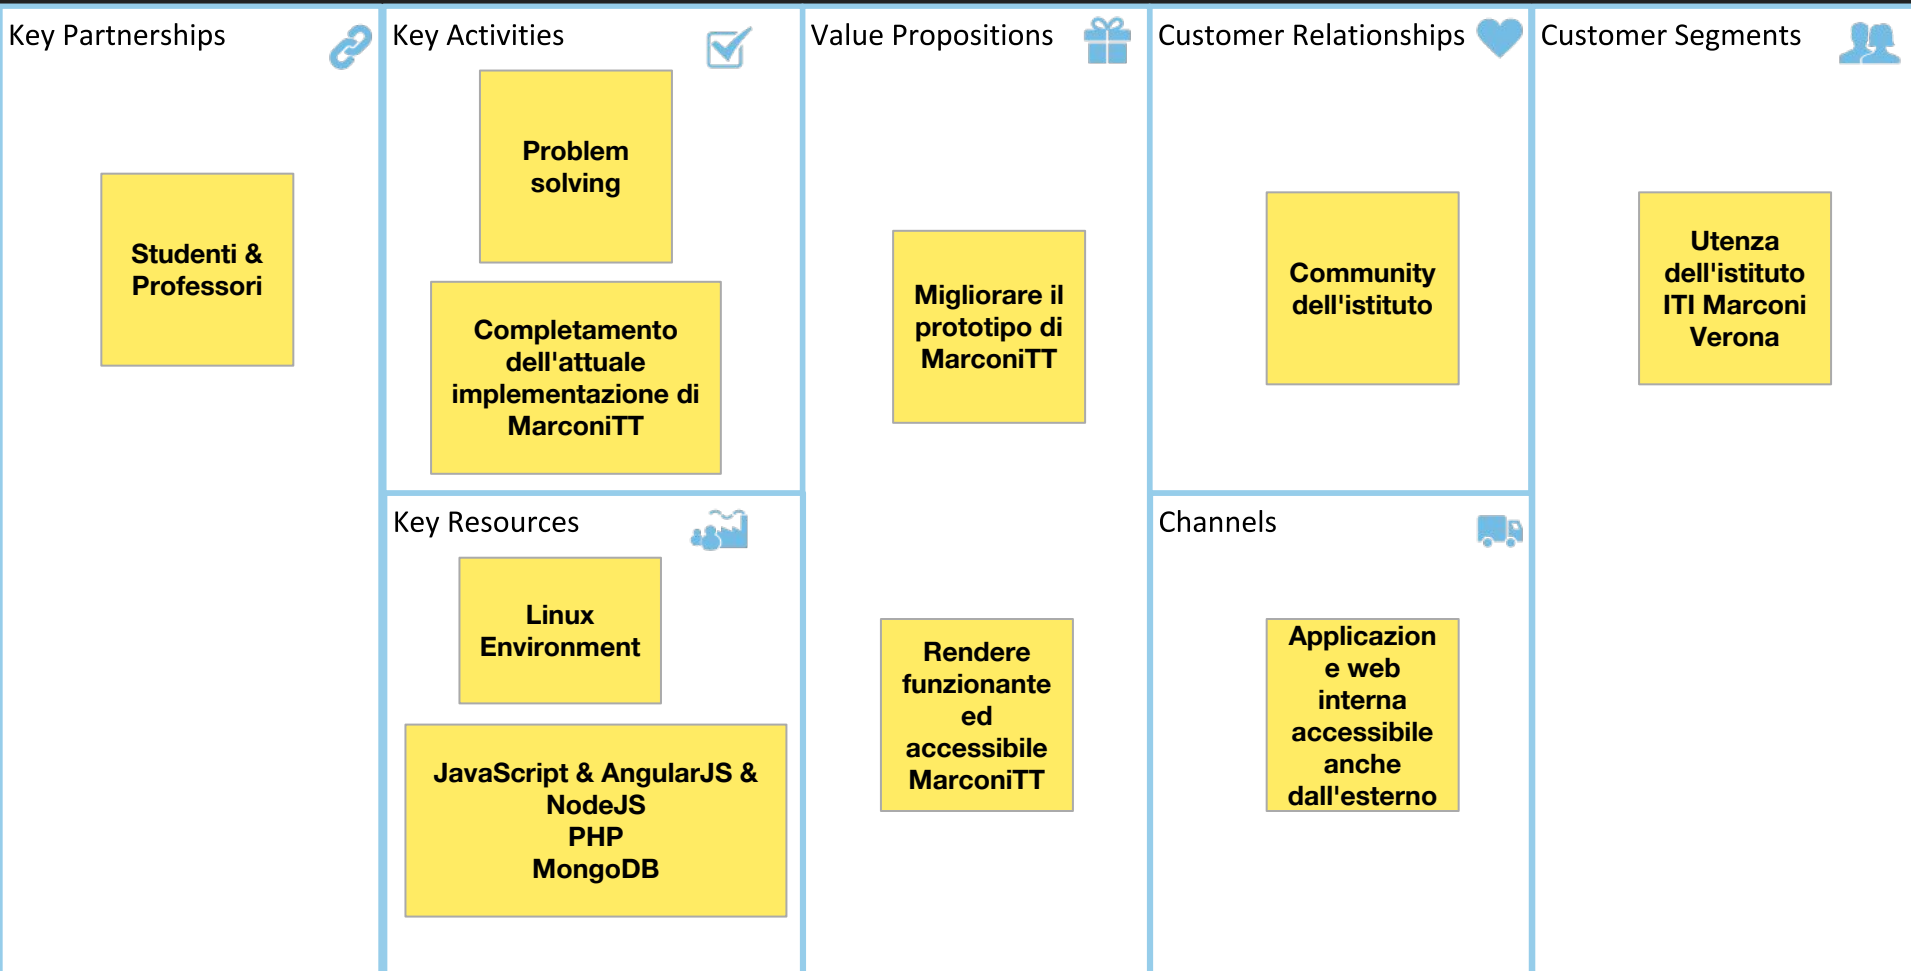 Key Partnerships
Studenti &
Professori
Key Activities
Problem
solving
Completamento
dell'attuale
implementazione di
MarconiTT
Key Resources
Linux
Environment
JavaScript & AngularJS &
NodeJS
PHP
MongoDB
Value Propositions
Migliorare il
prototipo di
MarconiTT
Rendere
funzionante
ed
accessibile
MarconiTT
Customer Relationships
Community
dell'istituto
Channels
Applicazion
e web
interna
accessibile
anche
dall'esterno
Customer Segments
Utenza
dell'istituto
ITI Marconi
Verona